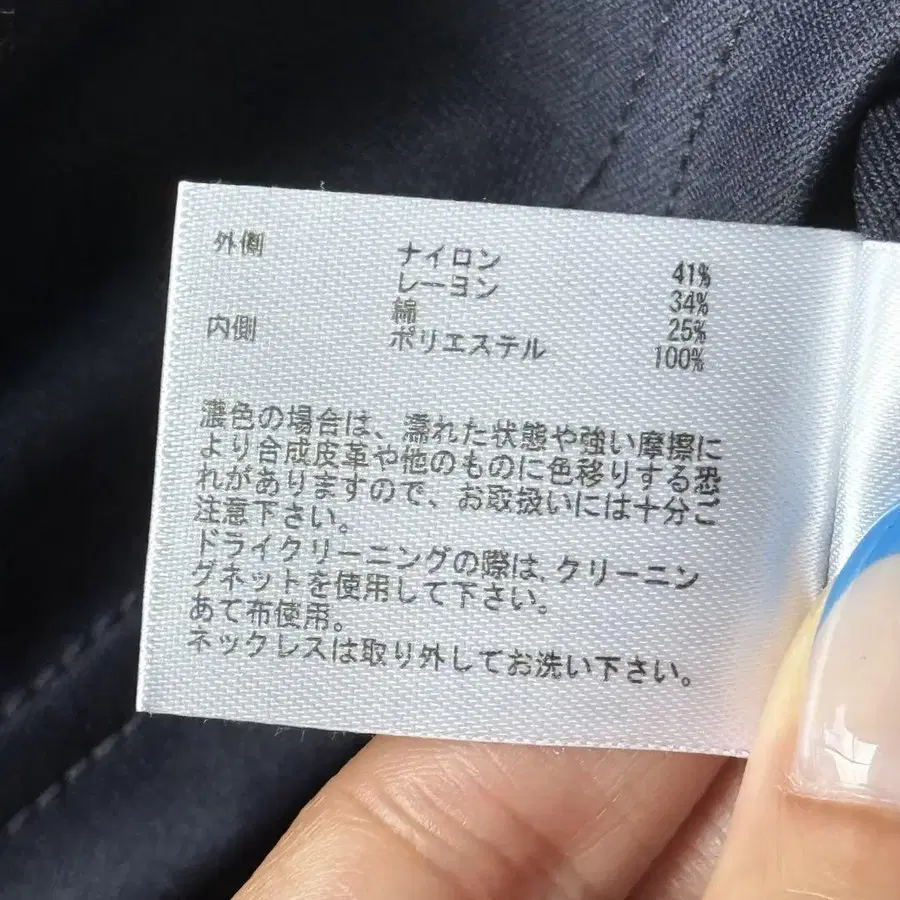 外側 ナイロン 41%
レーヨン 34%
綿 25%
内側 ポリエステル 100%
濃色の場合は、濡れた状態や強い摩擦に
より合成皮革や他のものに色移りする恐
れがありますので、お取扱いには十分ご
注意下さい。
ドライクリーニングの際は、クリーニン
グネットを使用して下さい。
あて布使用。
ネックレスは取り外してお洗い下さい。